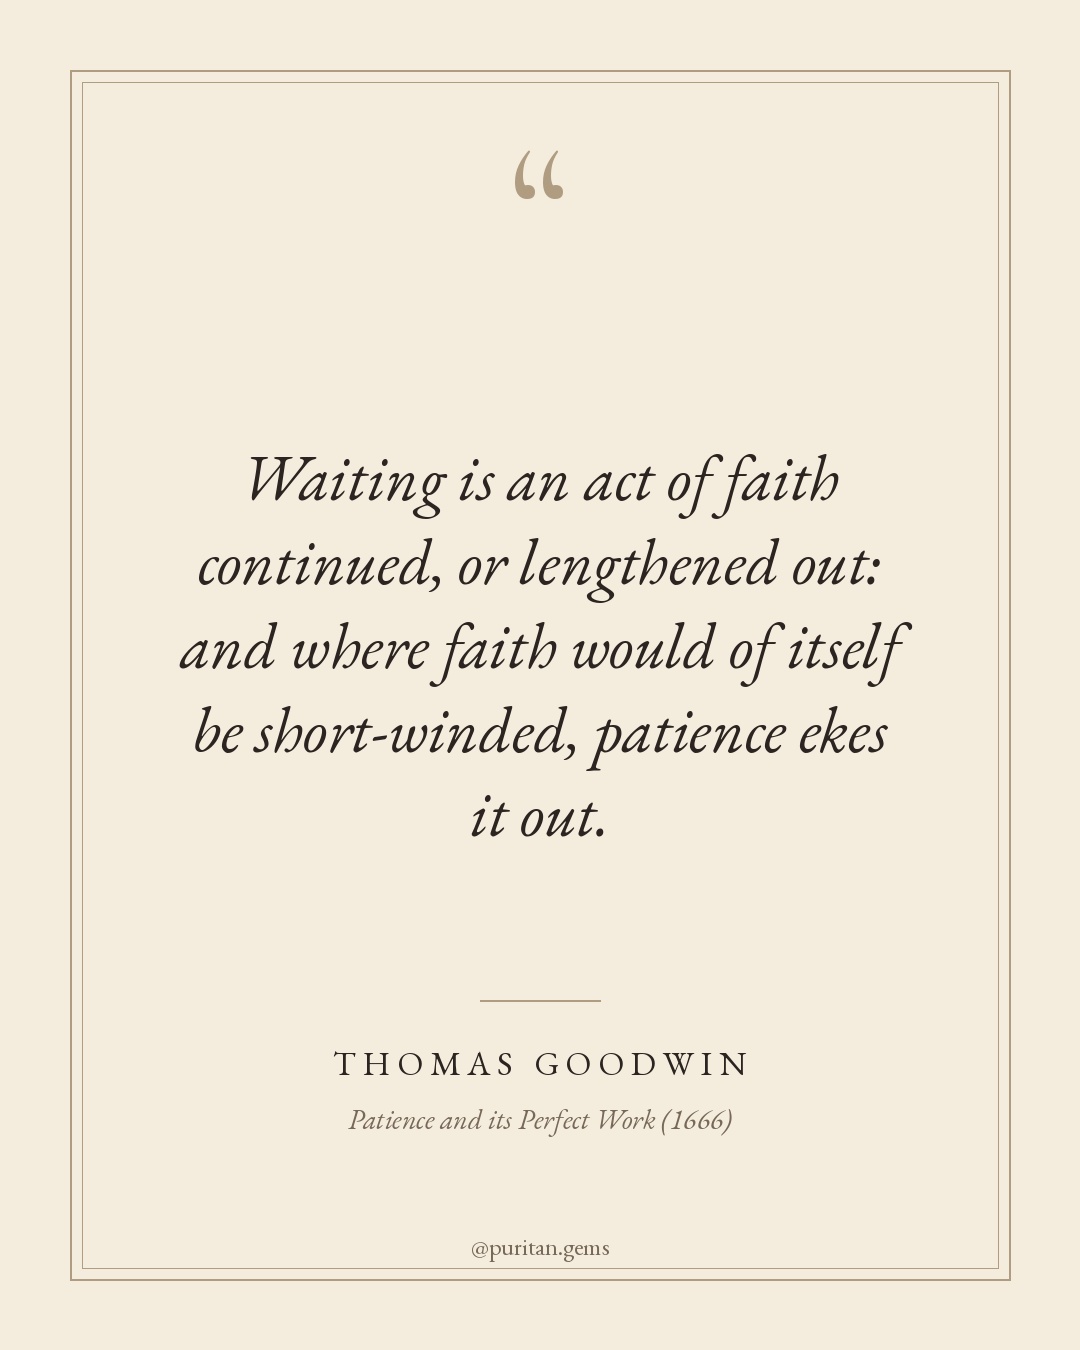 “
Waiting is an act of faith
continued, or lengthened out:
and where faith would of itself
be short-winded, patience ekes
it out.
THOMAS GOODWIN
Patience and its Perfect Work (1666)
@puritan.gems